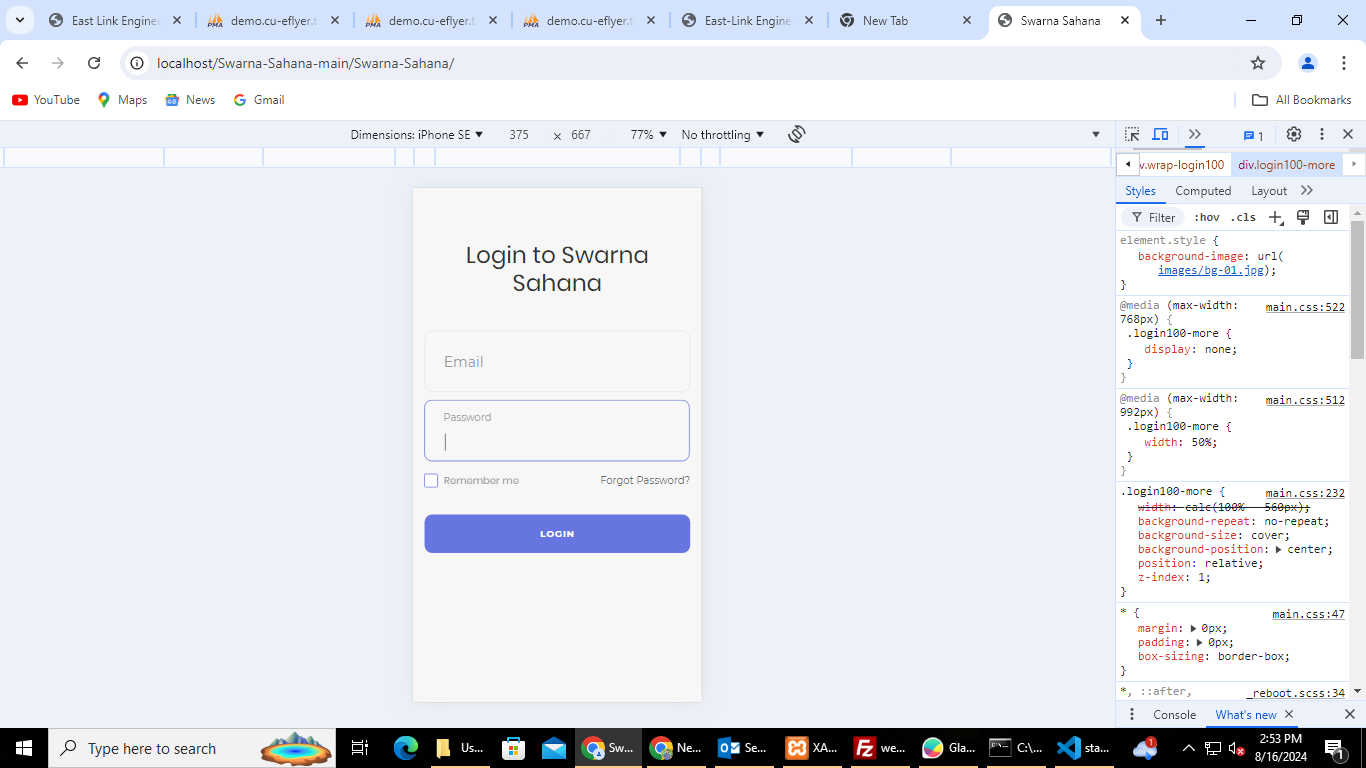 East Link Engine
demo.cu-eflyer.t
demo.cu-eflyer.t
demo.cu-eflyer.t
East-Link Engine
New Tab
Swarna Sahana
localhost/Swarna-Sahana-main/Swarna-Sahana/
YouTube
Maps
News
Gmail
All Bookmarks
Dimensions: iPhone SE
375
×
667
77%
No throttling
1
Login to Swarna
Sahana
Email
Password
Remember me
Forgot Password?
LOGIN
v.wrap-login100
div.login100-more
Styles
Computed
Layout
Filter
:hov
.cls
element.style {
background-image: url(
images/bg-01.jpg);
}
@media (max-width: main.css:522
768px) {
.login100-more {
display: none;
}
}
@media (max-width: main.css:512
992px) {
.login100-more {
width: 50%;
}
}
.login100-more { main.css:232
width: calc(100% - 560px);
background-repeat: no-repeat;
background-size: cover;
background-position: center;
position: relative;
z-index: 1;
}
* { main.css:47
margin: 0px;
padding: 0px;
box-sizing: border-box;
}
*, ::after, _reboot.scss:34
Console
What's new
Type here to search
Us...
Sw...
Ne...
Se...
XA...
we...
Gla...
C:\...
sta...
1
2:53 PM
8/16/2024
1